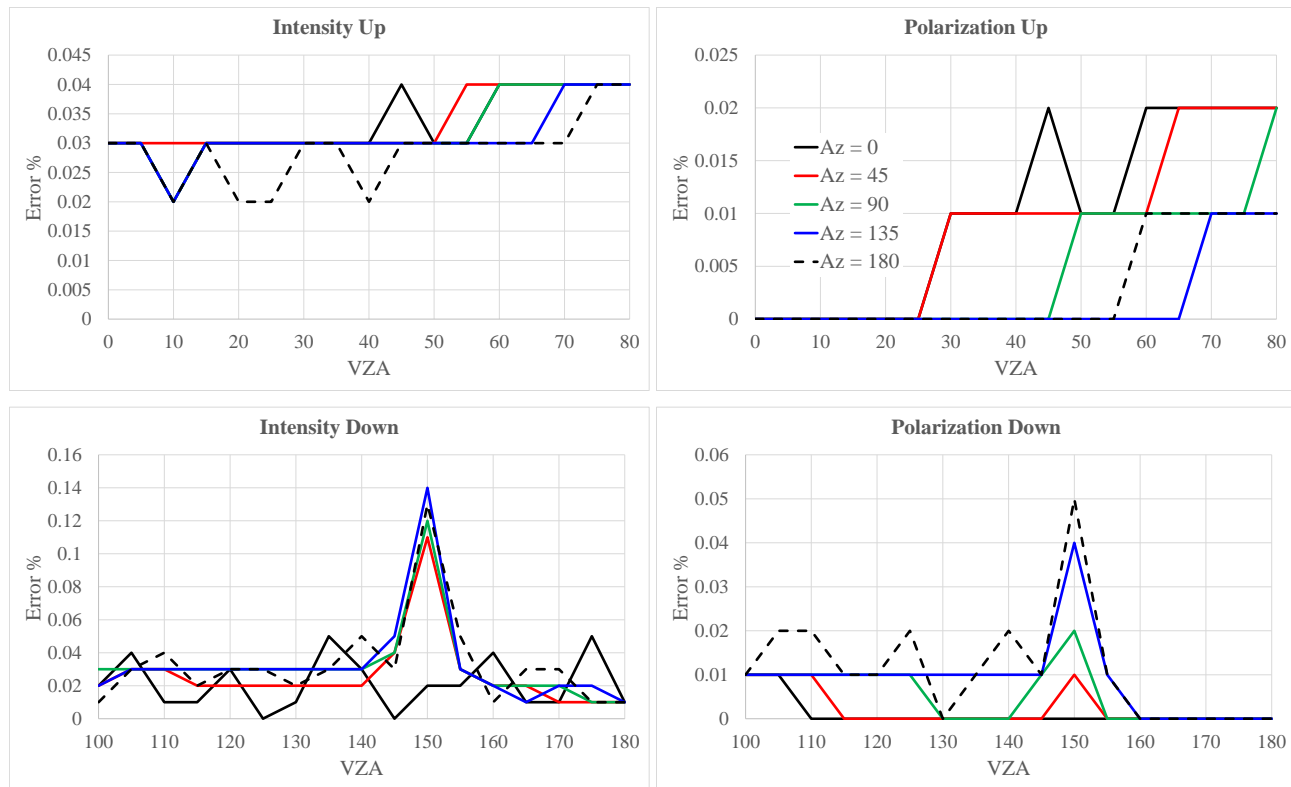 Intensity Up
0.045
0.04
0.035
0.03
0.025
0.02
0.015
0.01
0.005
0
Error %
0 10 20 30 40 50 60 70 80
VZA
Polarization Up
0.025
0.02
0.015
0.01
0.005
0
Error %
Az = 0
Az = 45
Az = 90
Az = 135
Az = 180
0 10 20 30 40 50 60 70 80
VZA
Intensity Down
0.16
0.14
0.12
0.1
0.08
0.06
0.04
0.02
0
Error %
100 110 120 130 140 150 160 170 180
VZA
Polarization Down
0.06
0.05
0.04
0.03
0.02
0.01
0
Error %
100 110 120 130 140 150 160 170 180
VZA